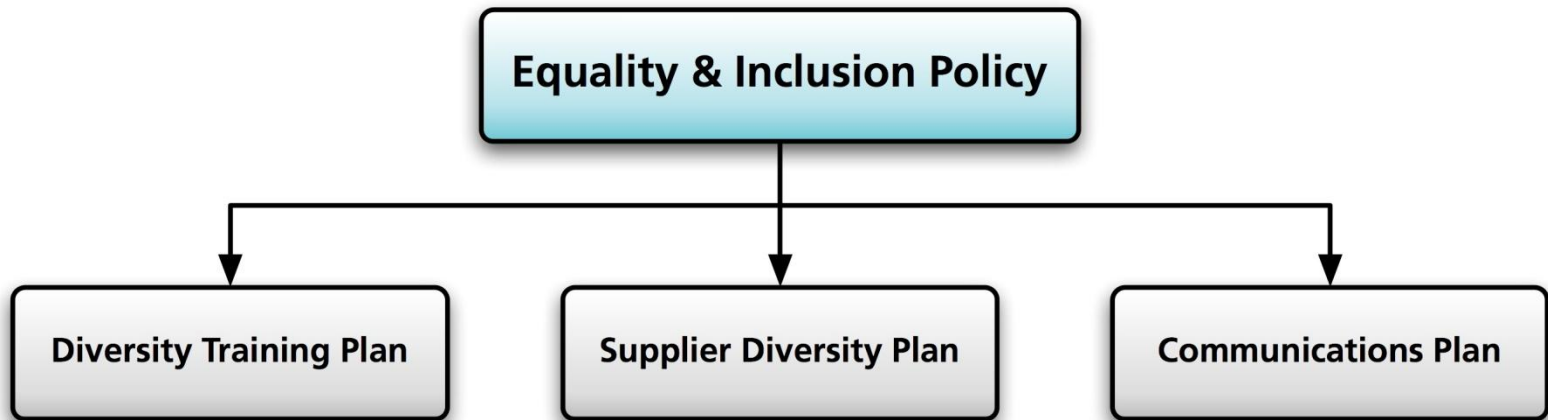 Equality & Inclusion Policy
Diversity Training Plan
Supplier Diversity Plan
Communications Plan